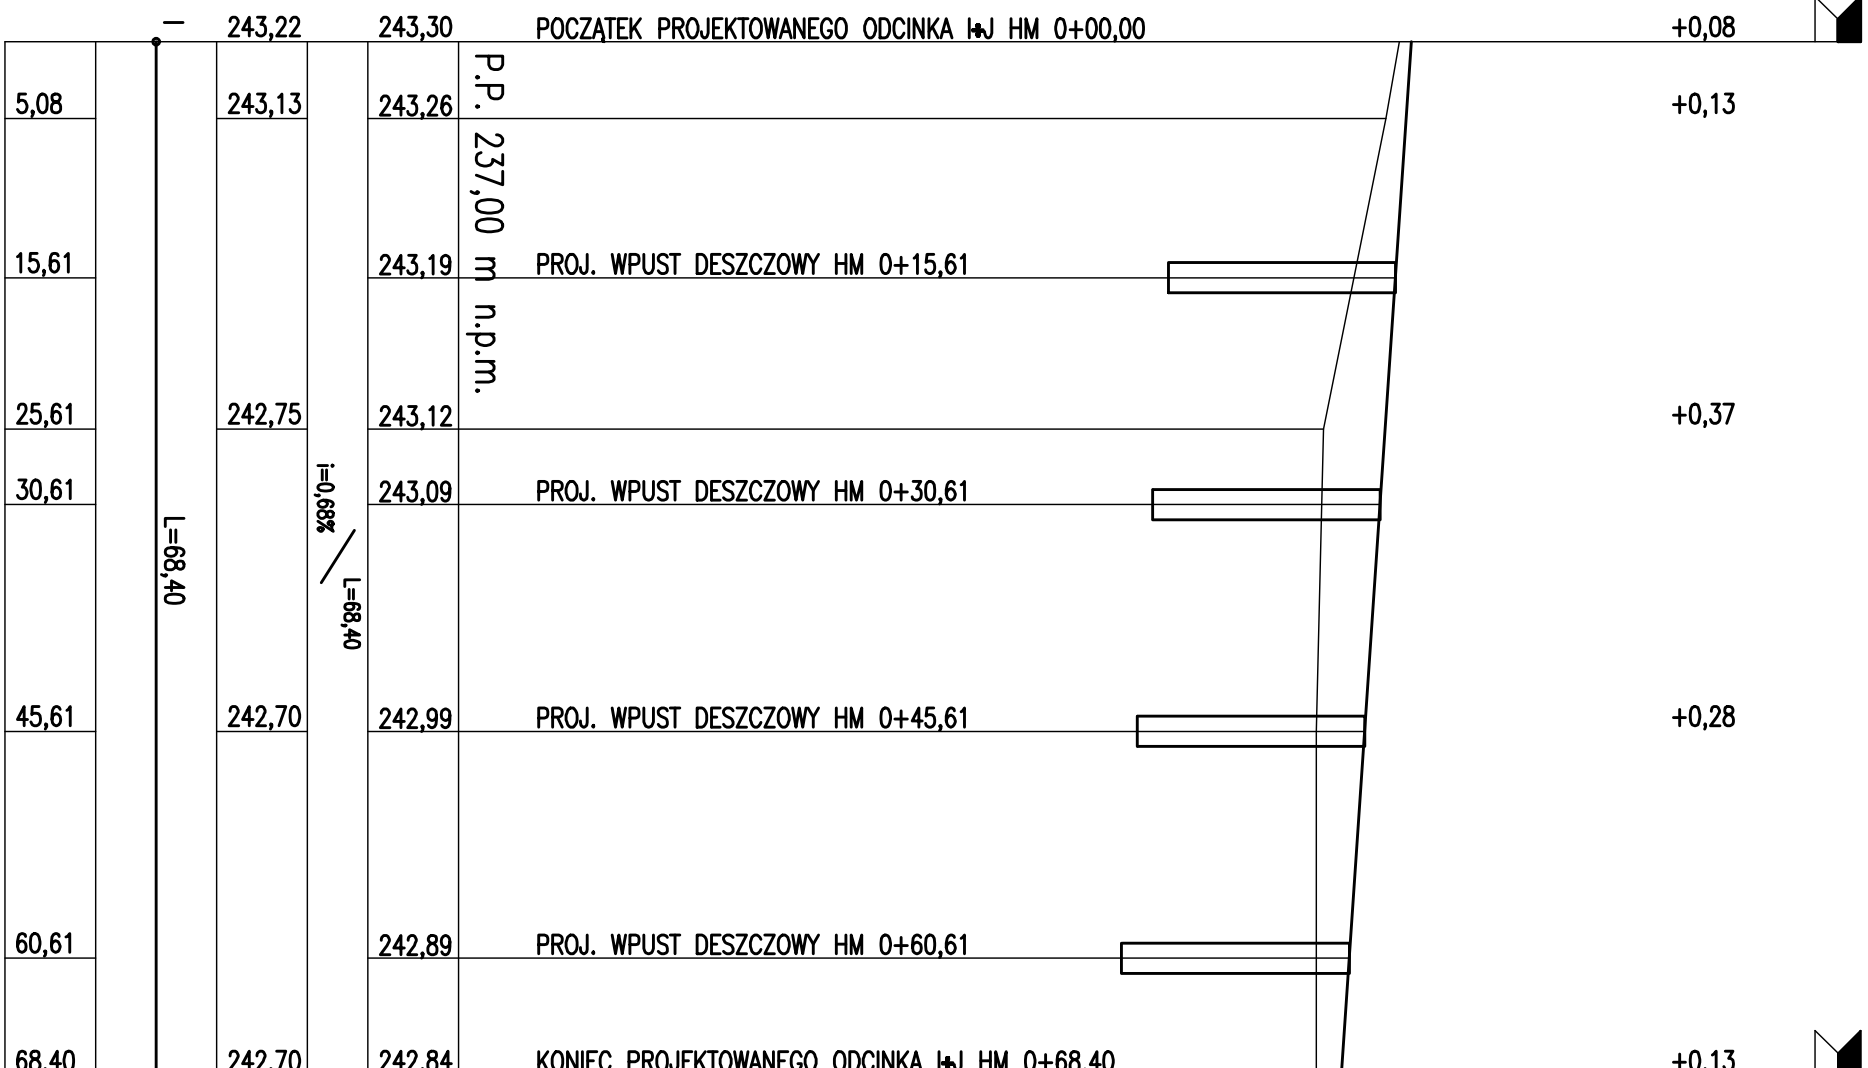 243,22 243,30 POCZĄTEK PROJEKTOWANEGO ODCINKA I+J HM 0+00,00 +0,08
5,08 243,13 243,26 +0,13
P.P. 237,00 m n.p.m.
15,61 243,19 PROJ. WPUST DESZCZOWY HM 0+15,61
25,61 242,75 243,12 +0,37
30,61 243,09 PROJ. WPUST DESZCZOWY HM 0+30,61
i=0,68%
L=68,40
L=68,40
45,61 242,70 242,99 PROJ. WPUST DESZCZOWY HM 0+45,61 +0,28
60,61 242,89 PROJ. WPUST DESZCZOWY HM 0+60,61
68,40 242,70 242,84 KONIEC PROJEKTOWANEGO ODCINKA I+J HM 0+68,40 +0,13